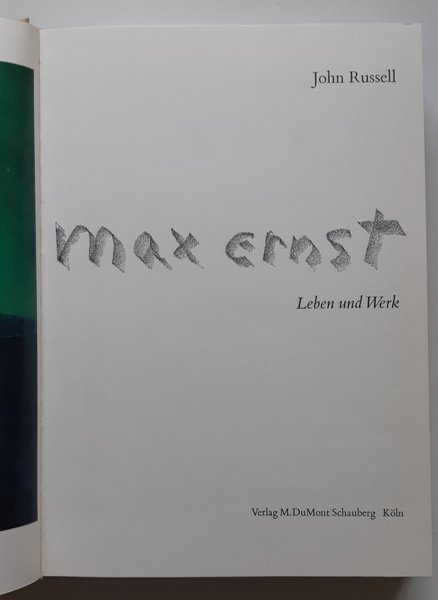 John Russell
max ernst
Leben und Werk
Verlag M.DuMont Schauberg Köln